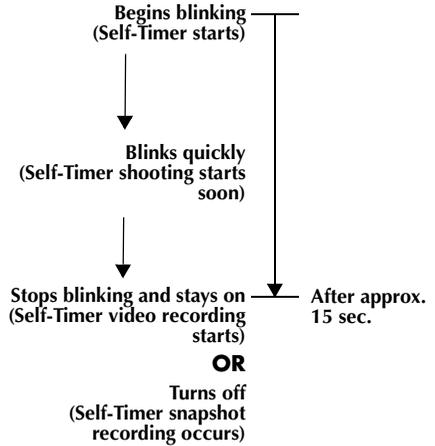 Begins blinking
(Self-Timer starts)
Blinks quickly
(Self-Timer shooting starts
soon)
Stops blinking and stays on
(Self-Timer video recording
starts)
After approx.
15 sec.
OR
Turns off
(Self-Timer snapshot
recording occurs)